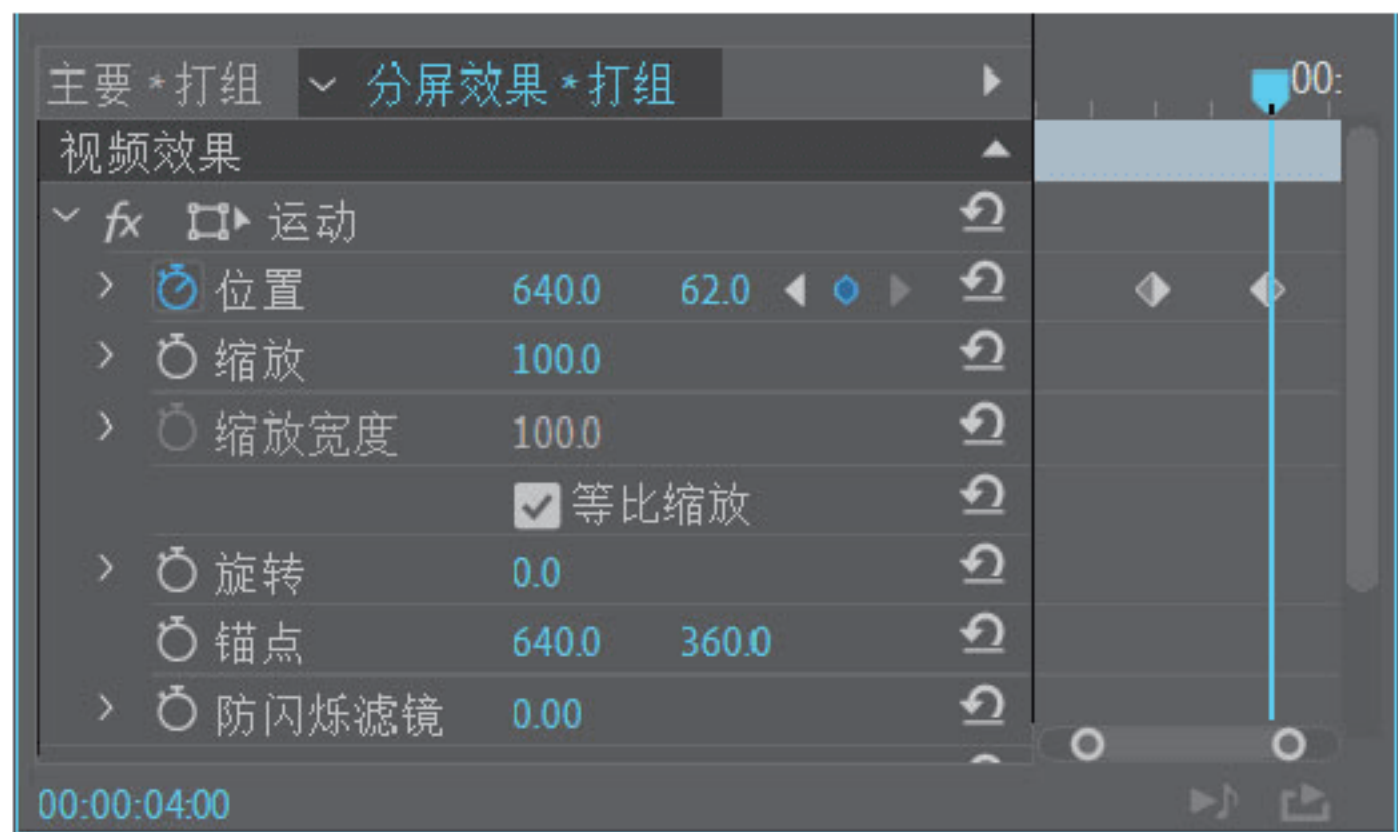 主要*打组 分屏效果*打组 00:
视频效果
fx 运动
位置 640.0 62.0
缩放 100.0
缩放宽度 100.0
等比缩放
旋转 0.0
锚点 640.0 360.0
防闪烁滤镜 0.00
00:00:04:00